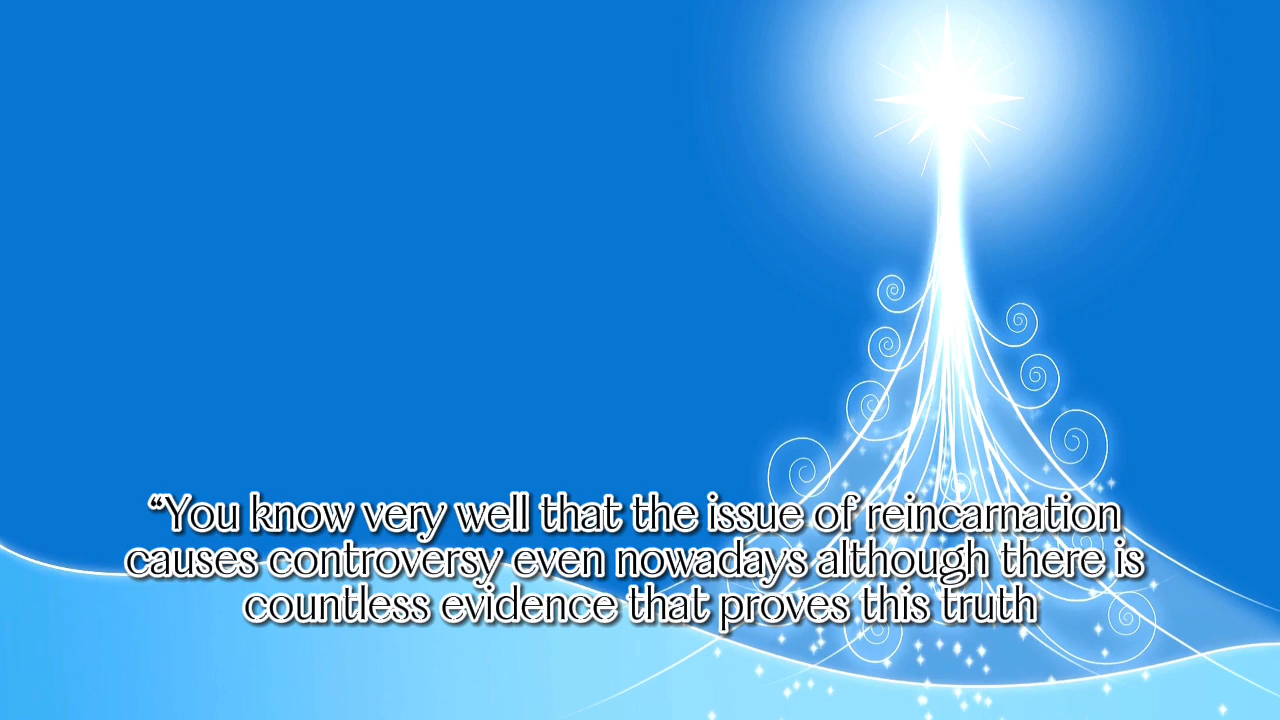 “You know very well that the issue of reincarnation
causes controversy even nowadays although there is
countless evidence that proves this truth